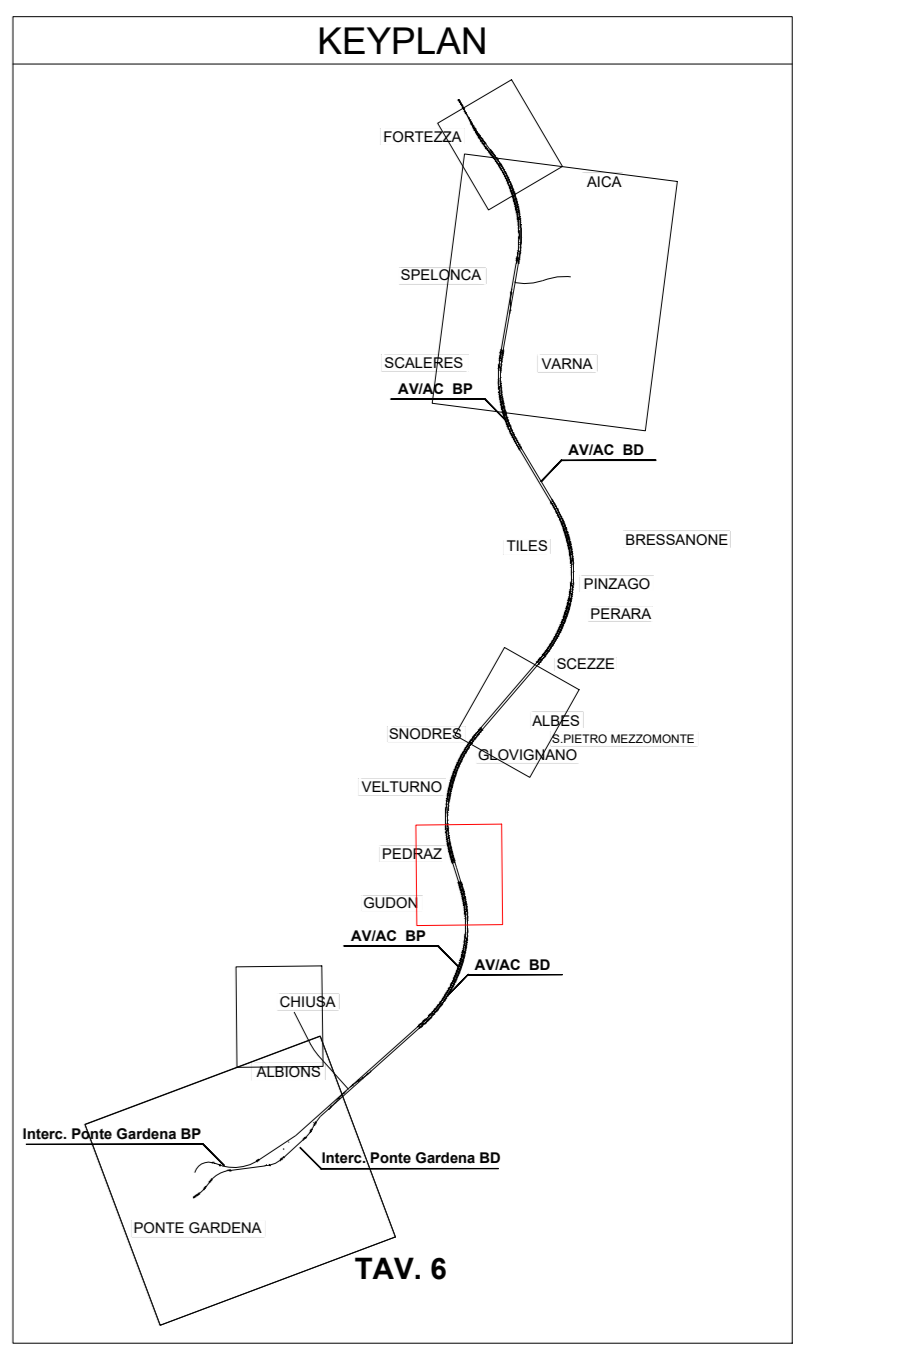 KEYPLAN
FORTEZZA
AICA
SPELONCA
SCALERES
VARNA
AV/AC BP
AV/AC BD
BRESSANONE
TILES
PINZAGO
PERARA
SCEZZE
ALBES
SNODRES
S.PIETRO MEZZOMONTE
GLOVIGNANO
VELTURNO
PEDRAZ
GUDON
AV/AC BP
AV/AC BD
CHIUSA
ALBIONS
Interc. Ponte Gardena BP
Interc. Ponte Gardena BD
PONTE GARDENA
TAV. 6